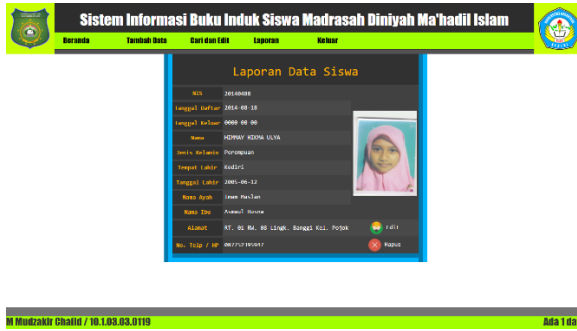 Sistem Informasi Buku Induk Siswa Madrasah Diniyah Ma'hadil Islam
Beranda Tambah Data Cari dan Edit Laporan Keluar
Laporan Data Siswa
NIS 20140488
Tanggal Daftar 2014-08-18
Tanggal Keluar 0000-00-00
Nama HIMMAY HIKMA ULYA
Jenis Kelamin Perempuan
Tempat Lahir Kediri
Tanggal Lahir 2005-06-12
Nama Ayah Imam Maslan
Nama Ibu Asmaul Husna
Alamat RT. 01 RW. 08 Lingk. Banggi Kel. Pojok
Edit
No. Telp / HP
Hapus
M Mudzakir Chafid / 10.1.03.03.0119
Ada 1 da